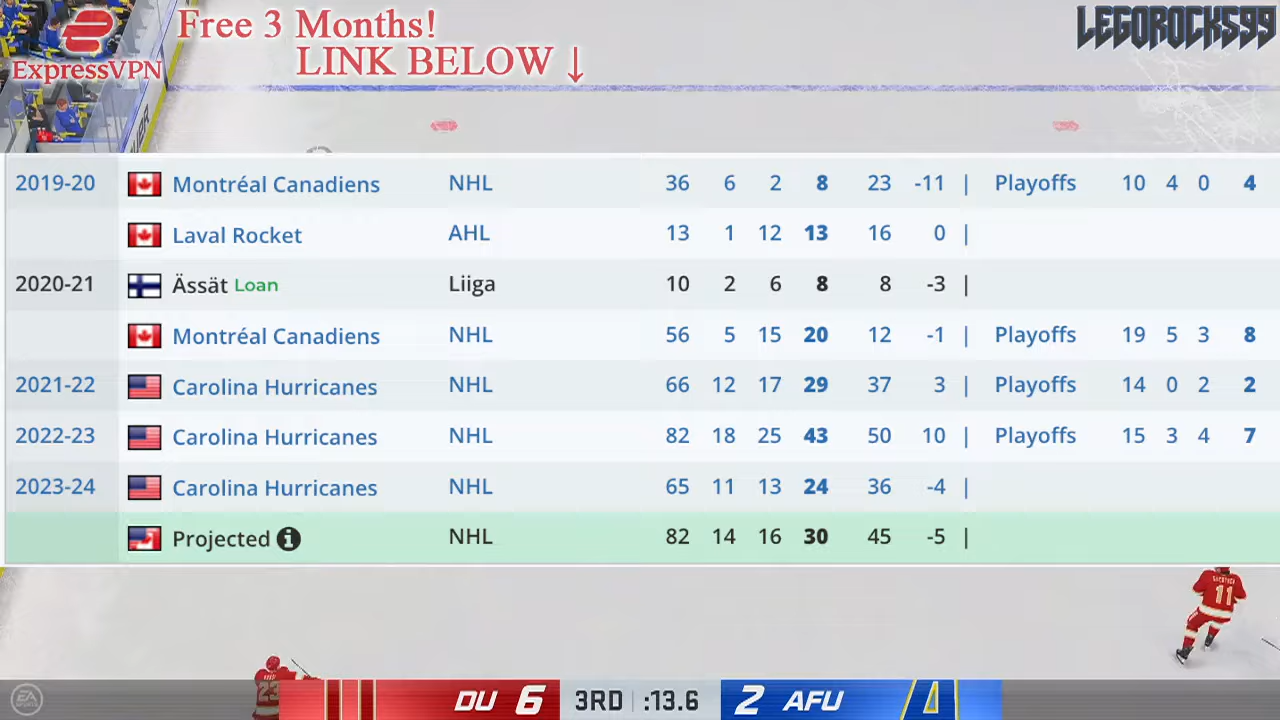 Free 3 Months!
LINK BELOW ↓
ExpressVPN
LEGOROCKS99
2019-20 Montréal Canadiens NHL 36 6 2 8 23 -11 | Playoffs 10 4 0 4
Laval Rocket AHL 13 1 12 13 16 0 |
2020-21 Ässät Loan Liiga 10 2 6 8 8 -3 |
Montréal Canadiens NHL 56 5 15 20 12 -1 | Playoffs 19 5 3 8
2021-22 Carolina Hurricanes NHL 66 12 17 29 37 3 | Playoffs 14 0 2 2
2022-23 Carolina Hurricanes NHL 82 18 25 43 50 10 | Playoffs 15 3 4 7
2023-24 Carolina Hurricanes NHL 65 11 13 24 36 -4 |
Projected NHL 82 14 16 30 45 -5 |
11
23
EA SPORTS
DU 6 3RD :13.6 2 AFU